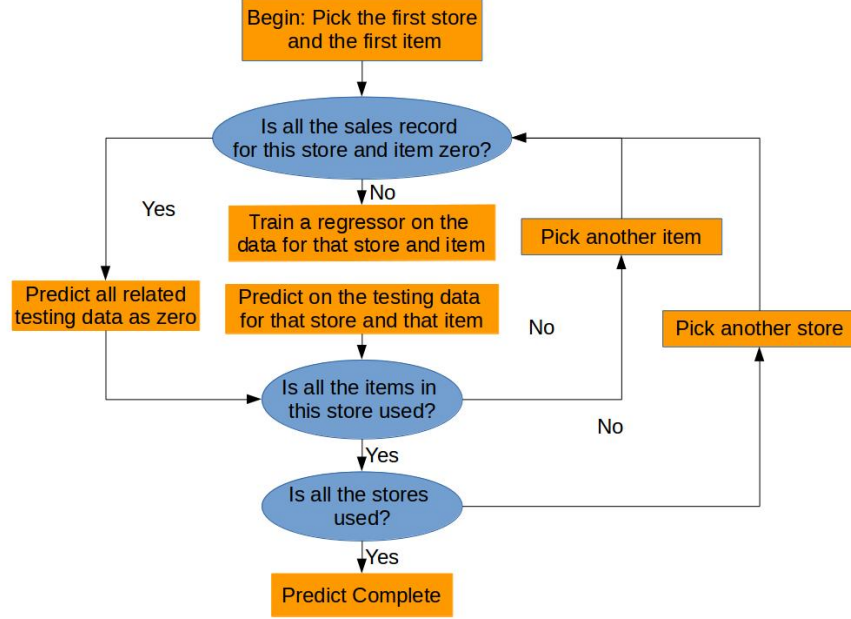 Begin: Pick the first store
and the first item
Is all the sales record
for this store and item zero?
No
Yes
Train a regressor on the
data for that store and item
Pick another item
Predict all related
testing data as zero
Predict on the testing data
for that store and that item
No
Pick another store
Is all the items in
this store used?
No
Yes
Is all the stores
used?
Yes
Predict Complete